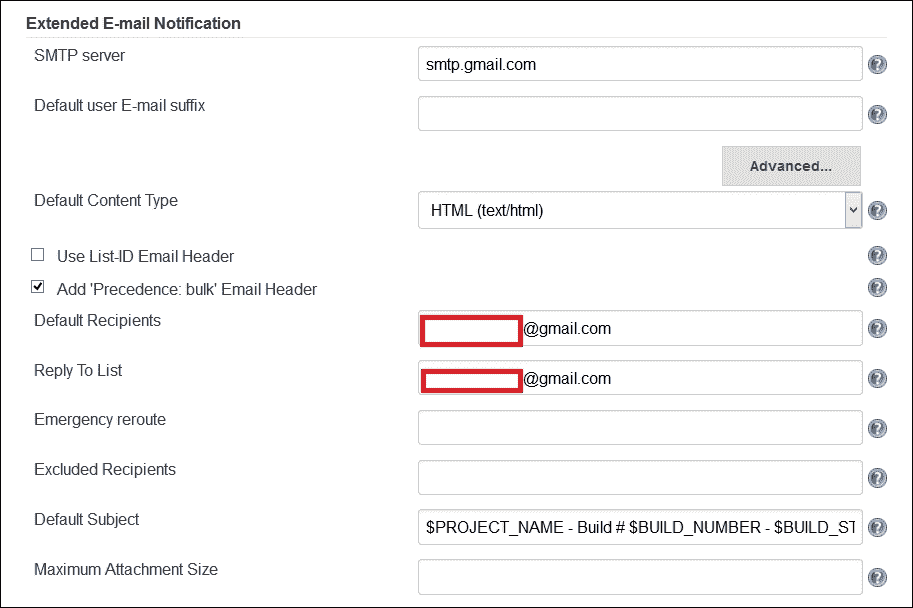 Extended E-mail Notification
SMTP server
smtp.gmail.com
Default user E-mail suffix
Advanced...
Default Content Type
HTML (text/html)
Use List-ID Email Header
Add 'Precedence: bulk' Email Header
Default Recipients
@gmail.com
Reply To List
@gmail.com
Emergency reroute
Excluded Recipients
Default Subject
$PROJECT_NAME - Build # $BUILD_NUMBER - $BUILD_ST
Maximum Attachment Size